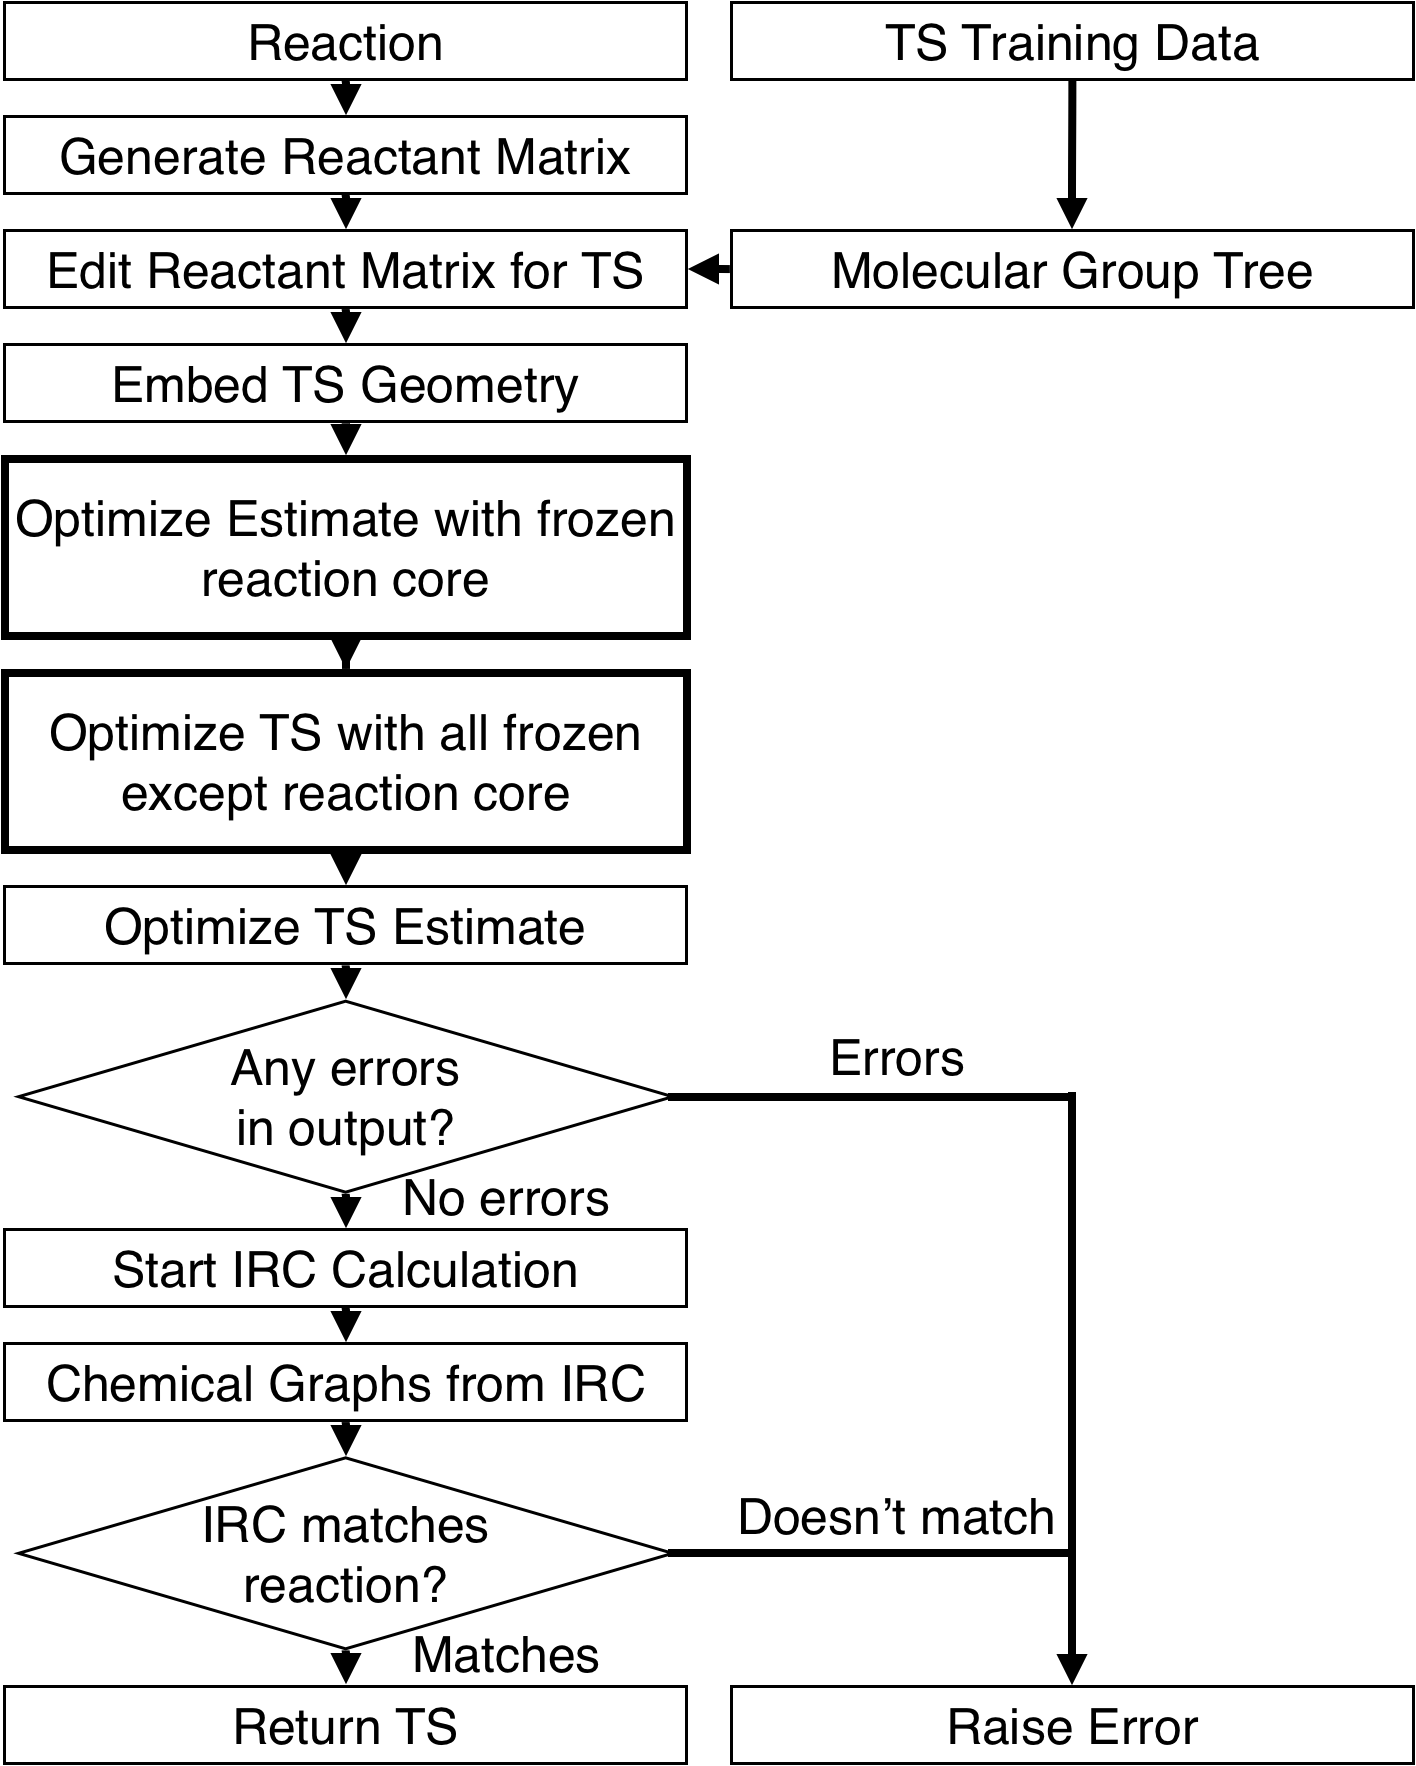 Reaction
TS Training Data
Generate Reactant Matrix
Edit Reactant Matrix for TS
Molecular Group Tree
Embed TS Geometry
Optimize Estimate with frozen
reaction core
Optimize TS with all frozen
except reaction core
Optimize TS Estimate
Any errors
in output?
Errors
No errors
Start IRC Calculation
Chemical Graphs from IRC
IRC matches
reaction?
Doesn’t match
Matches
Return TS
Raise Error